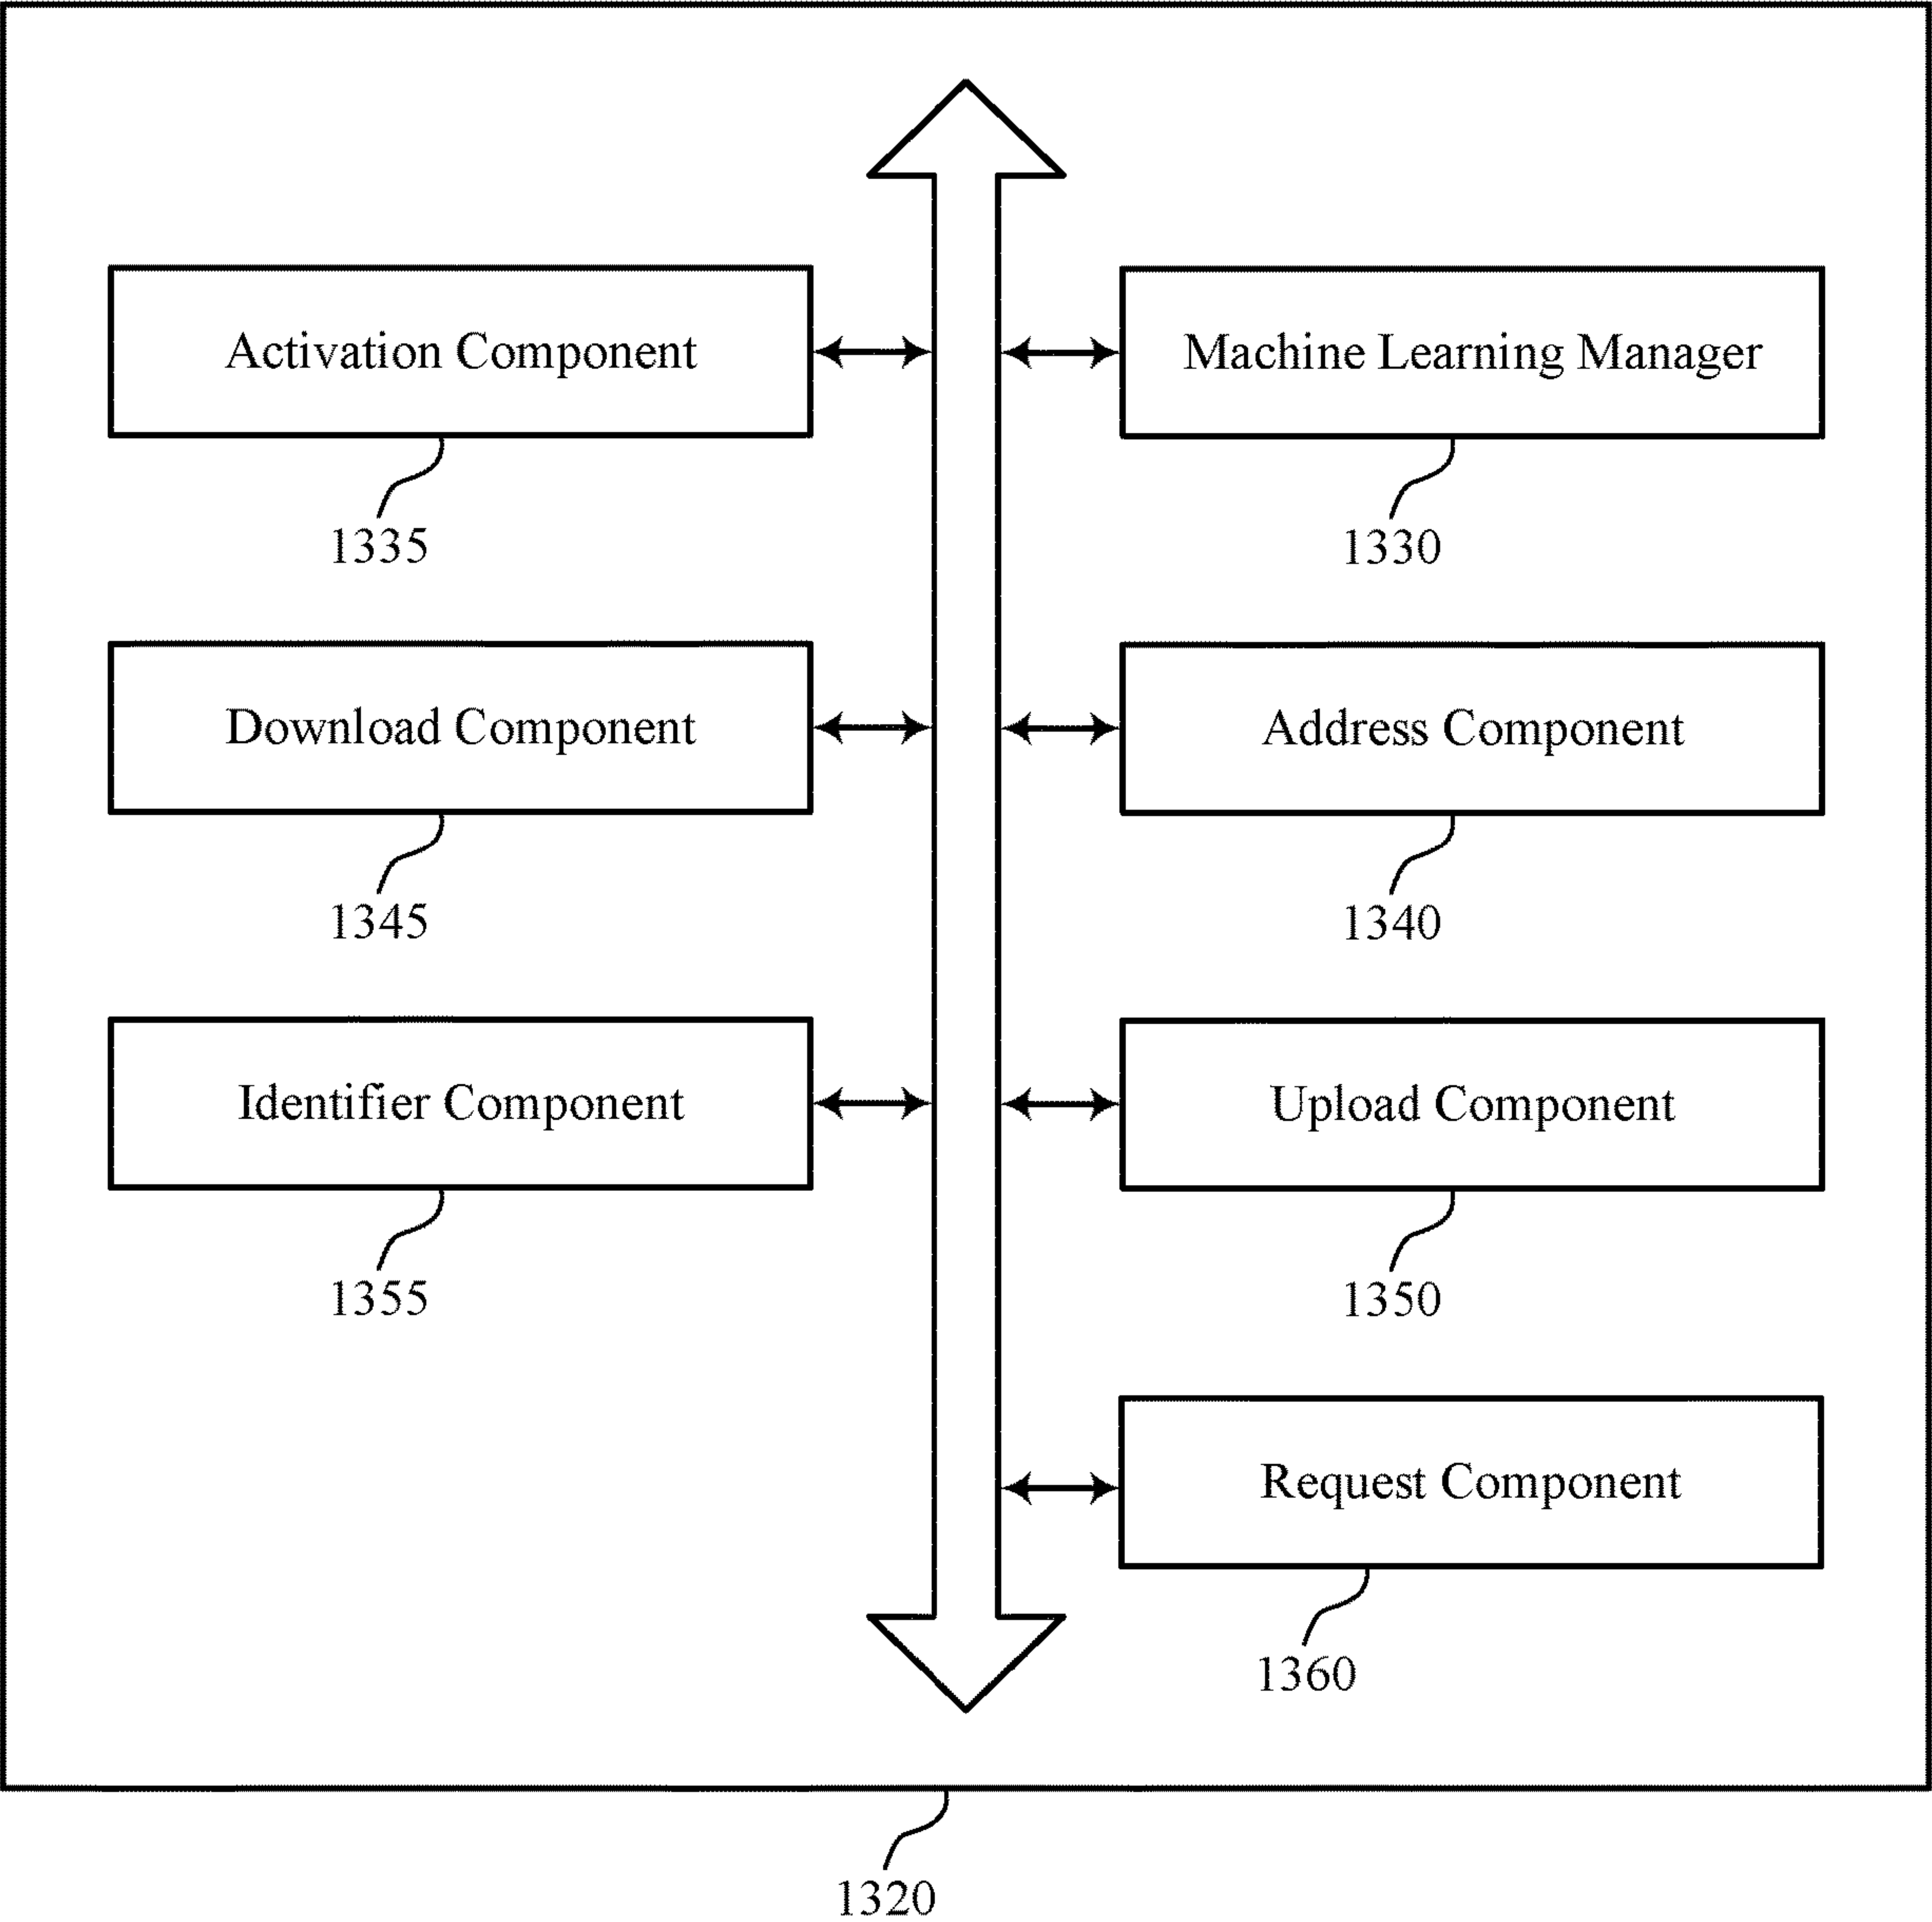 Activation Component
Machine Learning Manager
1335
1330
Download Component
Address Component
1345
1340
Identifier Component
Upload Component
1355
1350
Request Component
1360
1320